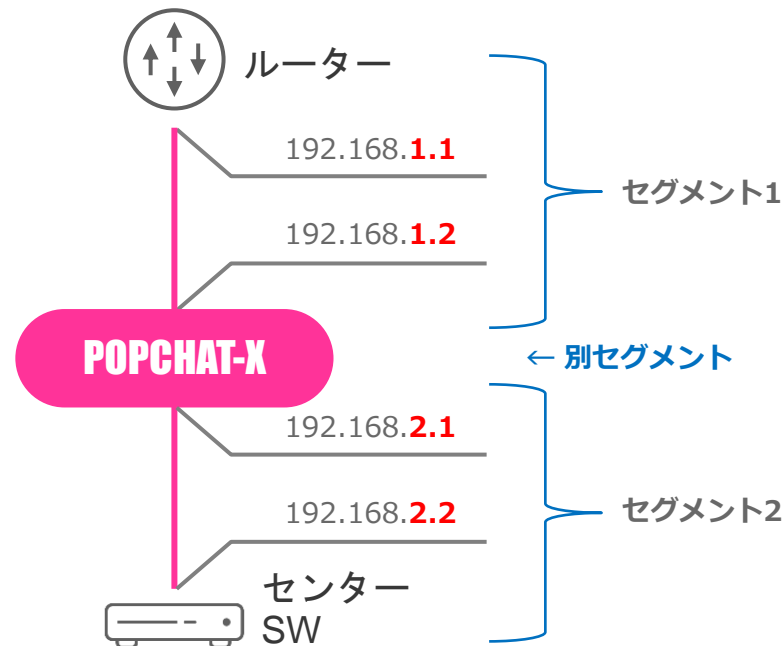 ルーター
192.168.1.1
セグメント1
192.168.1.2
POPCHAT-X
← 別セグメント
192.168.2.1
192.168.2.2
セグメント2
センター
SW